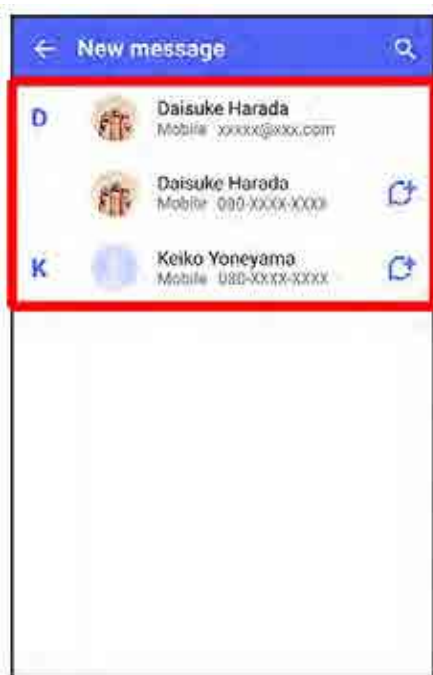 New message
D
Daisuke Harada
Mobile xxxxx@xxx.com
Daisuke Harada
Mobile 080-XXXX-XXXX
K
Keiko Yoneyama
Mobile 080-XXXX-XXXX